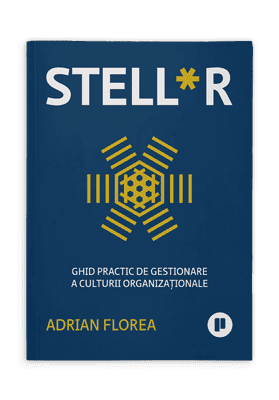 STELL*R
GHID PRACTIC DE GESTIONARE
A CULTURII ORGANIZAȚIONALE
ADRIAN FLOREA